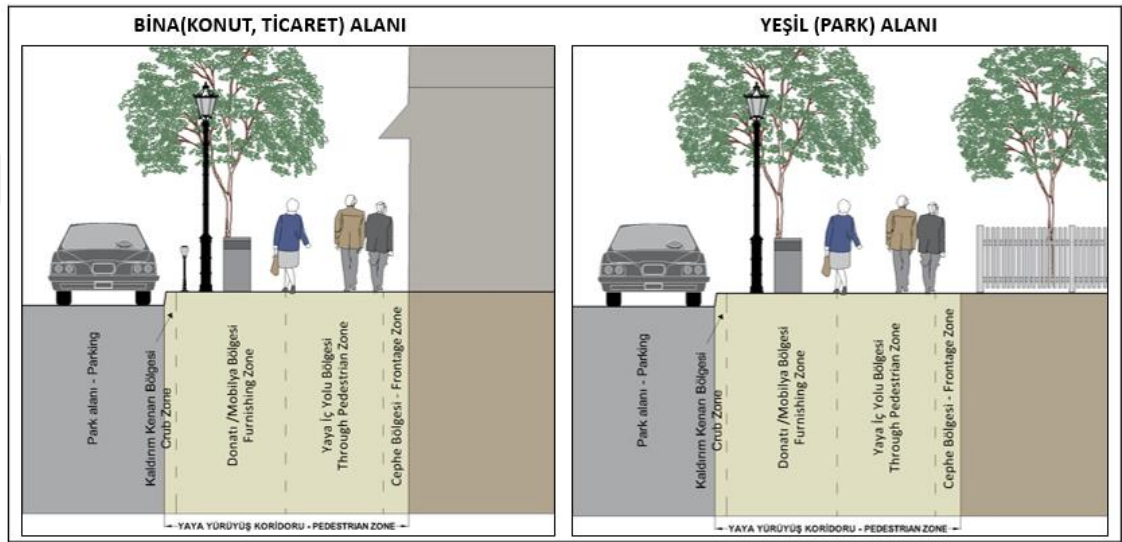 BİNA(KONUT, TİCARET) ALANI
Park alanı - Parking
Kaldırım Kenarı Bölgesi
Crub Zone
Donatı /Mobilya Bölgesi
Furnishing Zone
Yaya İç Yolu Bölgesi
Through Pedestrian Zone
Cephe Bölgesi - Frontage Zone
YAYA YÜRÜYÜŞ KORİDORU - PEDESTRIAN ZONE
YEŞİL (PARK) ALANI
Park alanı - Parking
Kaldırım Kenarı Bölgesi
Crub Zone
Donatı /Mobilya Bölgesi
Furnishing Zone
Yaya İç Yolu Bölgesi
Through Pedestrian Zone
Cephe Bölgesi - Frontage Zone
YAYA YÜRÜYÜŞ KORİDORU - PEDESTRIAN ZONE